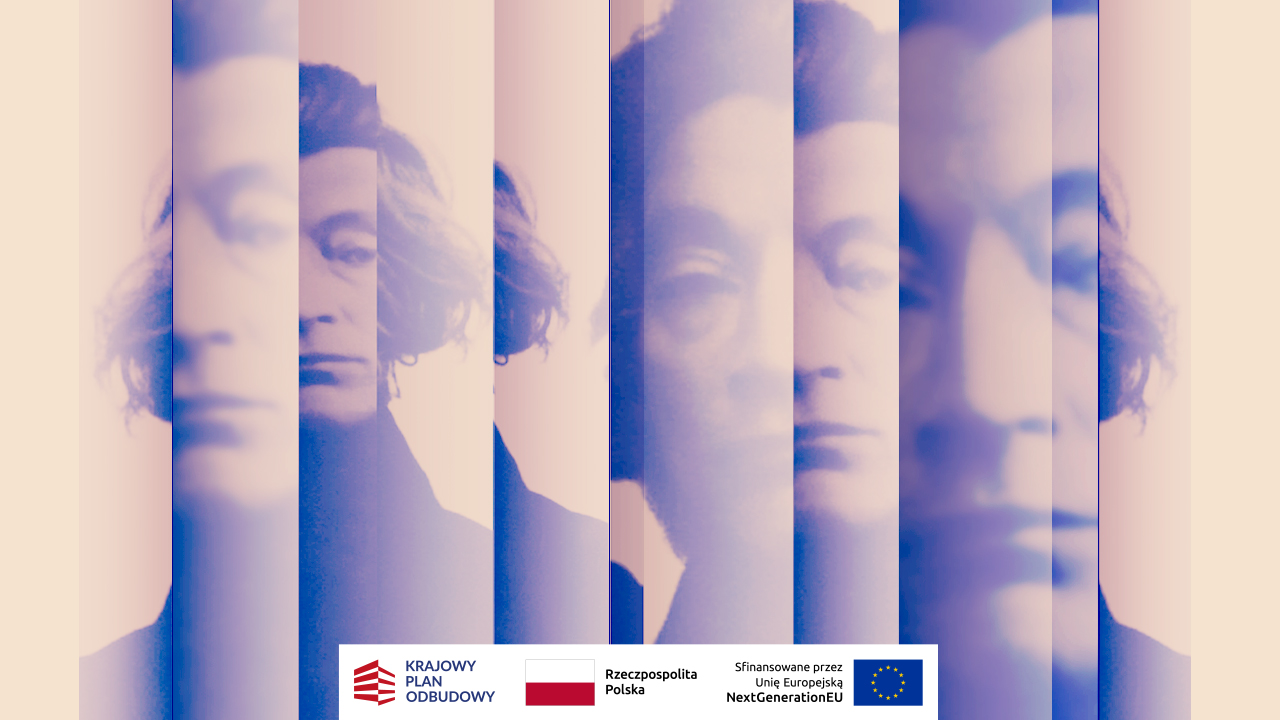 KRAJOWY
PLAN
ODBUDOWY
Rzeczpospolita
Polska
Sfinansowane przez
Unię Europejską
NextGenerationEU